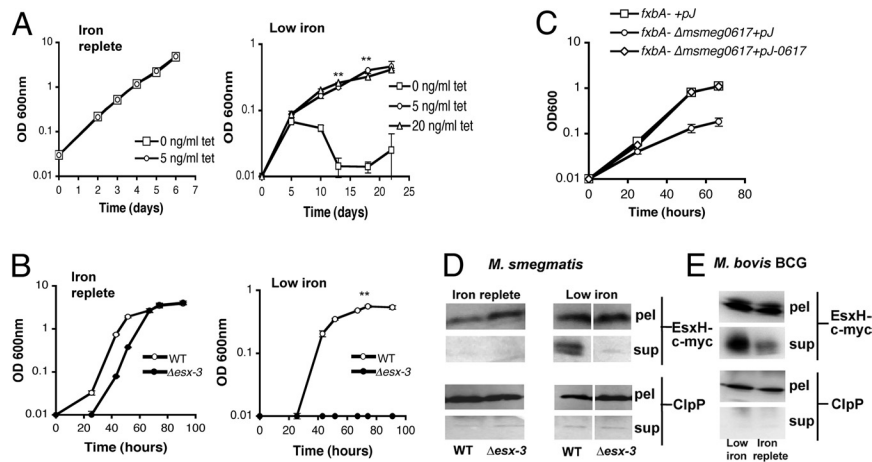 A
Iron
replete
OD 600nm
10
1
0.1
0.01
0 1 2 3 4 5 6 7
Time (days)
0 ng/ml tet
5 ng/ml tet
Low iron
OD 600nm
10
1
0.1
0.01
0 5 10 15 20 25
Time (days)
**
**
0 ng/ml tet
5 ng/ml tet
20 ng/ml tet
C
fxbA- +pJ
fxbA- Δmsmeg0617+pJ
fxbA- Δmsmeg0617+pJ-0617
OD600
10
1
0.1
0.01
0 20 40 60 80
Time (hours)
B
Iron
replete
OD 600nm
10
1
0.1
0.01
0 20 40 60 80 100
Time (hours)
WT
Δesx-3
Low iron
OD 600nm
1
0.1
0.01
0 20 40 60 80 100
Time (hours)
**
WT
Δesx-3
D
M. smegmatis
Iron replete
Low iron
pel
sup
EsxH-
c-myc
pel
sup
ClpP
WT Δesx-3
WT Δesx-3
E
M. bovis BCG
pel
sup
EsxH-
c-myc
pel
sup
ClpP
Low
iron
Iron
replete